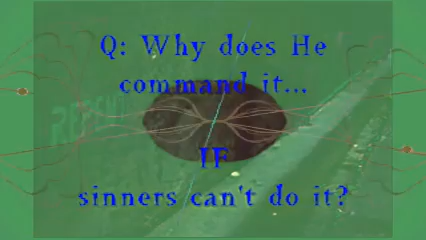 Q: Why does He
command it...
IF
sinners can't do it?